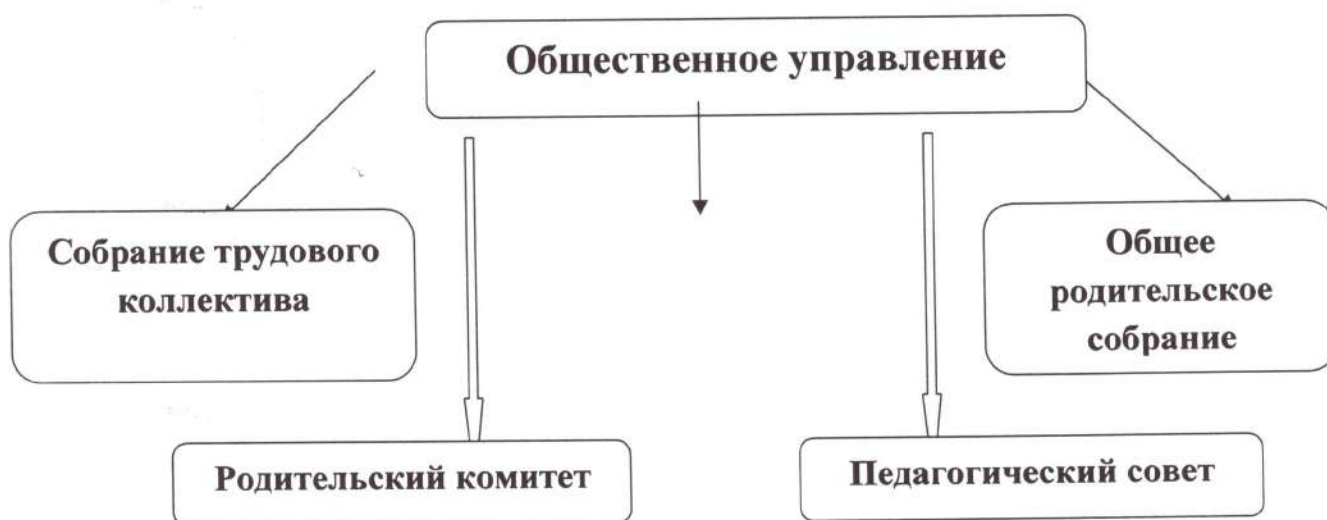 Общественное управление
Собрание трудового
коллектива
Общее
родительское
собрание
Родительский комитет
Педагогический совет